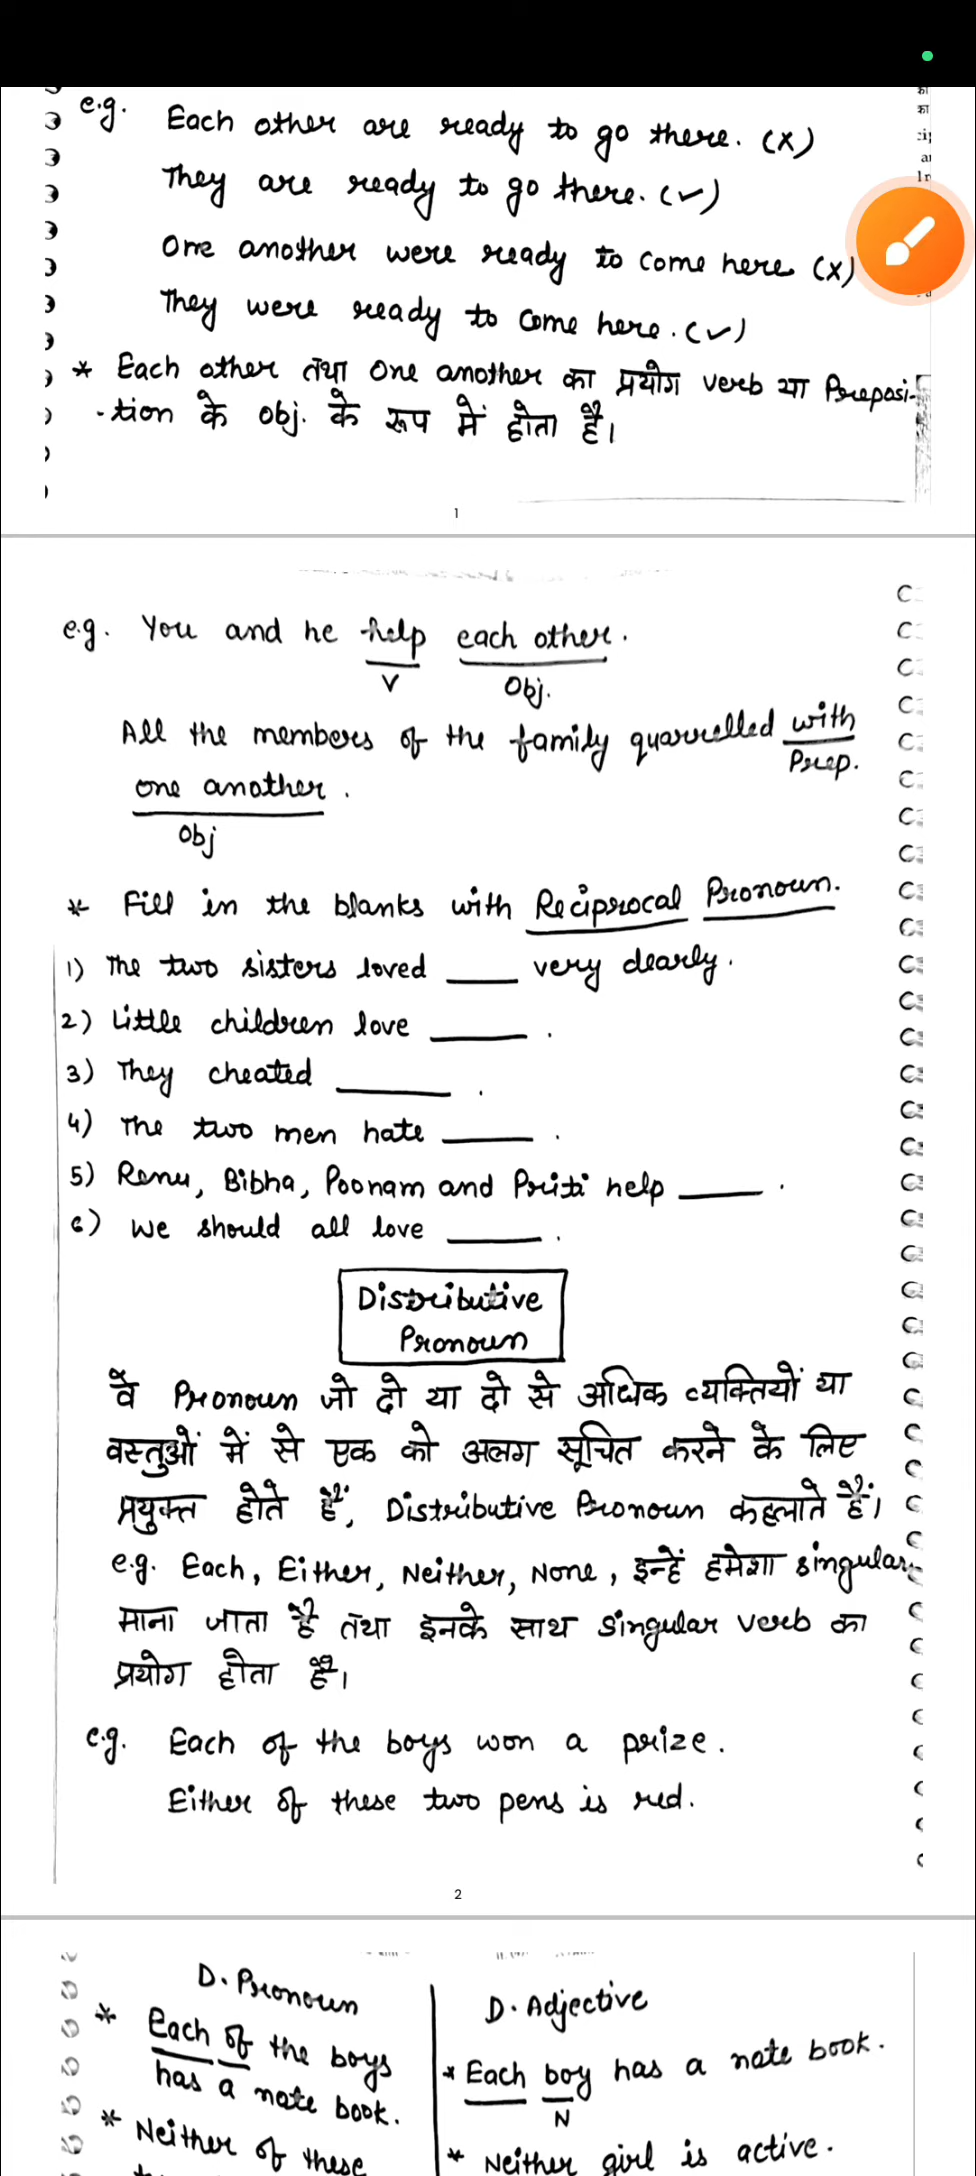 e.g. Each other are ready to go there. (x)
They are ready to go there. (✓)
One another were ready to come here (x)
They were ready to come here. (✓)
* Each other तथा One another का प्रयोग verb या Preposi-
-tion के obj. के रूप में होता है।
1
e.g. You and he help each other.
V Obj.
All the members of the family quarrelled with
Prep.
one another.
Obj
* Fill in the blanks with Reciprocal Pronoun.
1) The two sisters loved ____ very dearly.
2) Little children love ____ .
3) They cheated ____ .
4) The two men hate ____ .
5) Renu, Bibha, Poonam and Priti help ____ .
6) We should all love ____ .
Distributive
Pronoun
वे Pronoun जो दो या दो से अधिक व्यक्तियों या
वस्तुओं में से एक को अलग सूचित करने के लिए
प्रयुक्त होते हैं, Distributive Pronoun कहलाते हैं।
e.g. Each, Either, Neither, None, इन्हें हमेशा singular
माना जाता है तथा इनके साथ singular verb का
प्रयोग होता है।
e.g. Each of the boys won a prize.
Either of these two pens is red.
2
D. Pronoun
* Each of the boys
has a note book.
* Neither of these
D. Adjective
* Each boy has a note book.
N
* Neither girl is active.